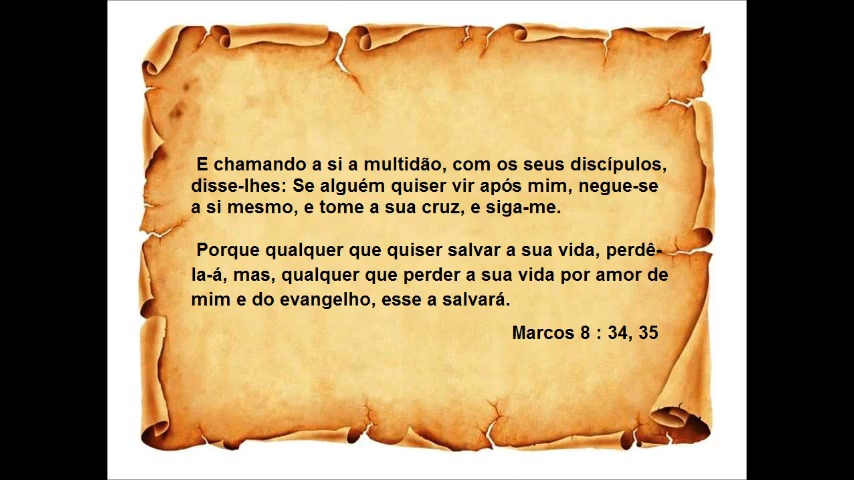 E chamando a si a multidão, com os seus discípulos,
disse-lhes: Se alguém quiser vir após mim, negue-se
a si mesmo, e tome a sua cruz, e siga-me.
Porque qualquer que quiser salvar a sua vida, perdê-
la-á, mas, qualquer que perder a sua vida por amor de
mim e do evangelho, esse a salvará.
Marcos 8 : 34, 35